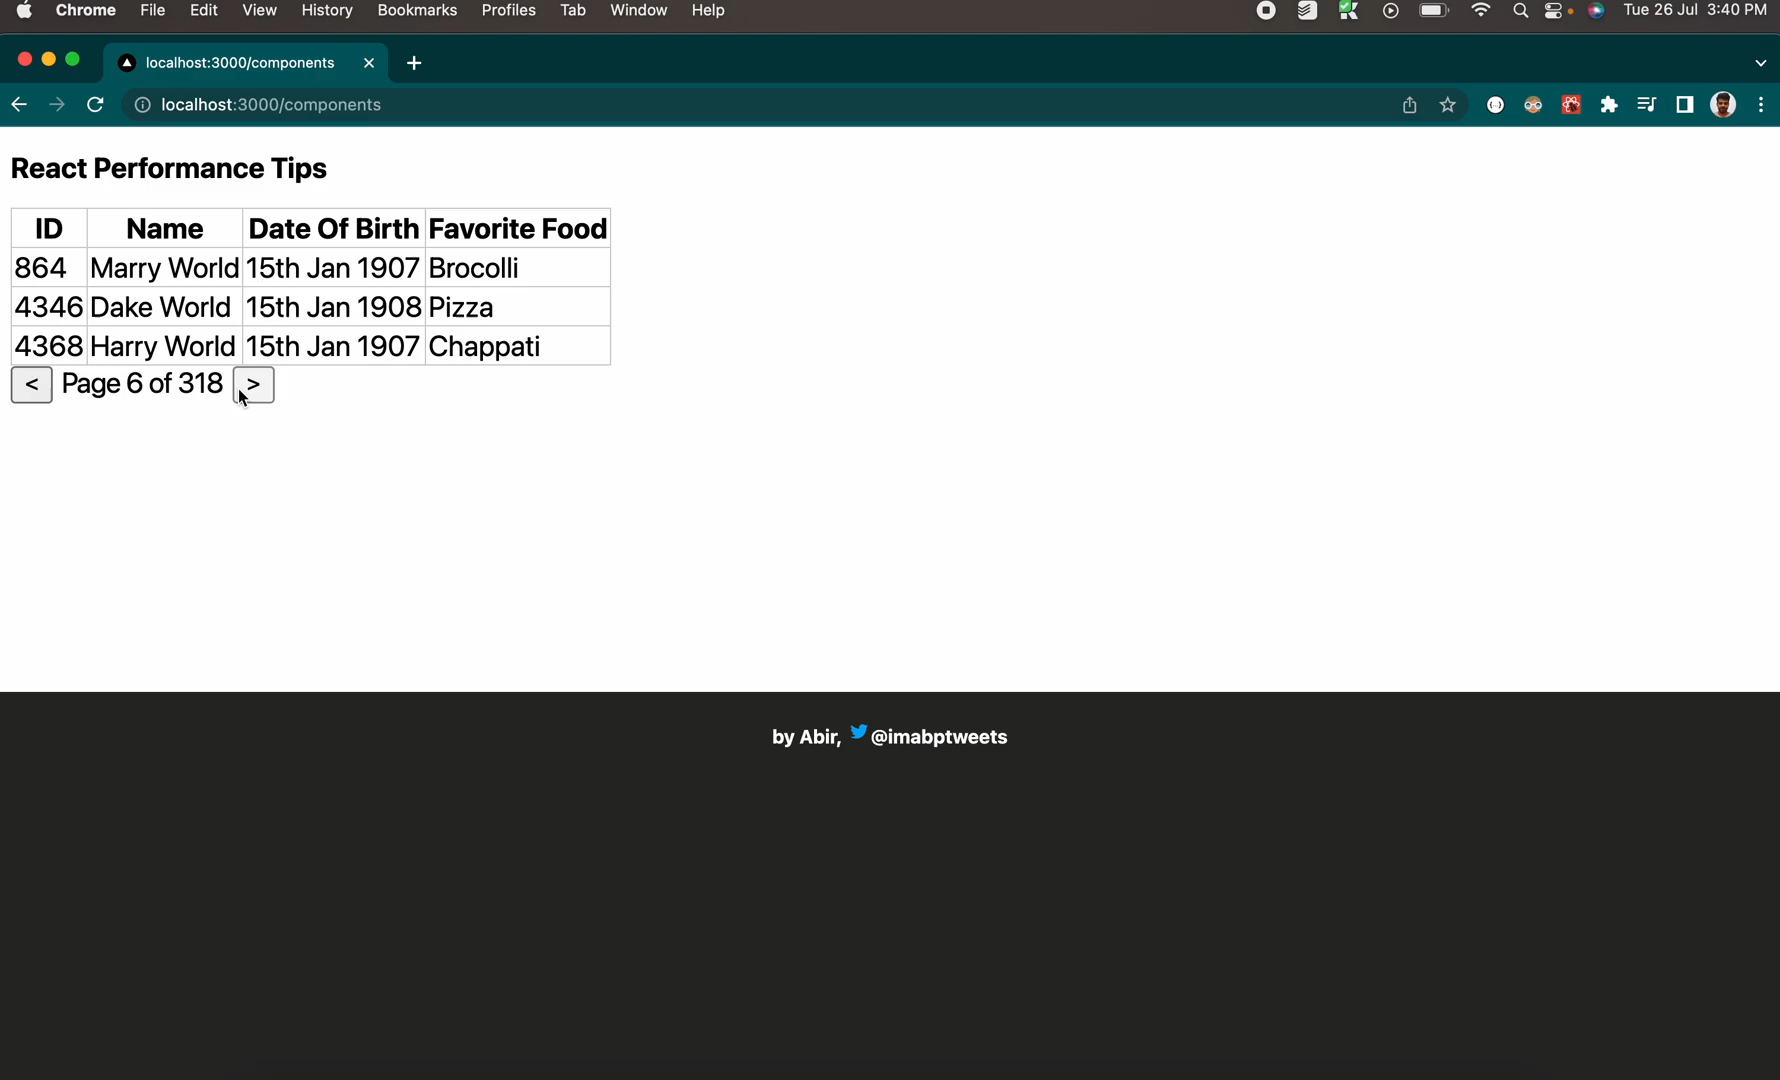 Chrome File Edit View History Bookmarks Profiles Tab Window Help Tue 26 Jul 3:40 PM
localhost:3000/components
localhost:3000/components
React Performance Tips
ID Name Date Of Birth Favorite Food
864 Marry World 15th Jan 1907 Brocolli
4346 Dake World 15th Jan 1908 Pizza
4368 Harry World 15th Jan 1907 Chappati
< Page 6 of 318 >
by Abir, @imabptweets